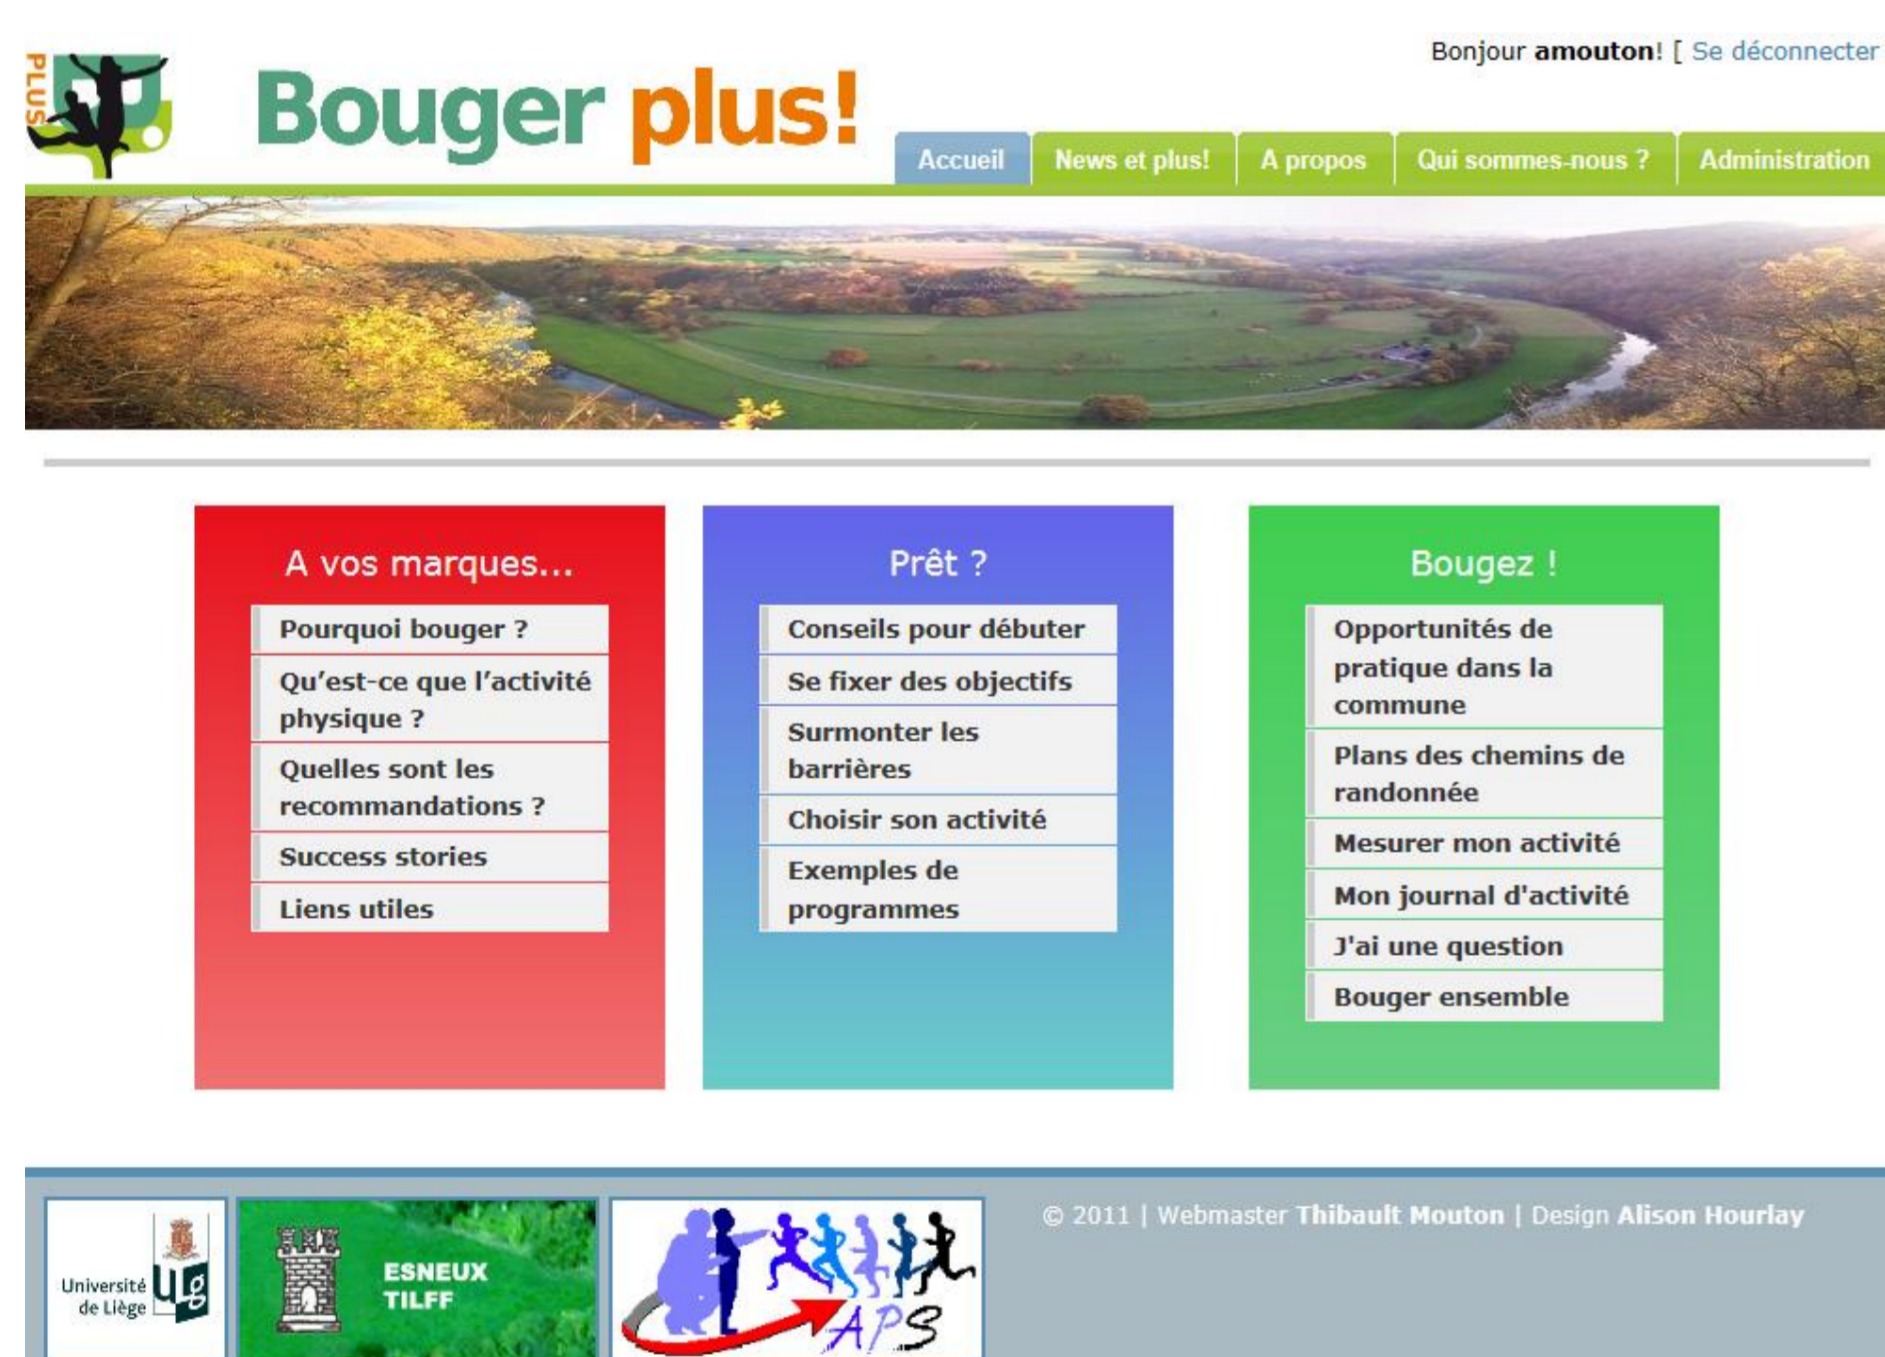 PLUS
Bouger plus!
Bonjour amouton! [ Se déconnecter
Accueil
News et plus!
A propos
Qui sommes-nous ?
Administration
A vos marques...
Pourquoi bouger ?
Qu’est-ce que l’activité
physique ?
Quelles sont les
recommandations ?
Success stories
Liens utiles
Prêt ?
Conseils pour débuter
Se fixer des objectifs
Surmonter les
barrières
Choisir son activité
Exemples de
programmes
Bougez !
Opportunités de
pratique dans la
commune
Plans des chemins de
randonnée
Mesurer mon activité
Mon journal d'activité
J'ai une question
Bouger ensemble
Université
de Liège
ulg
ESNEUX
TILFF
APS
© 2011 | Webmaster Thibault Mouton | Design Alison Hourlay